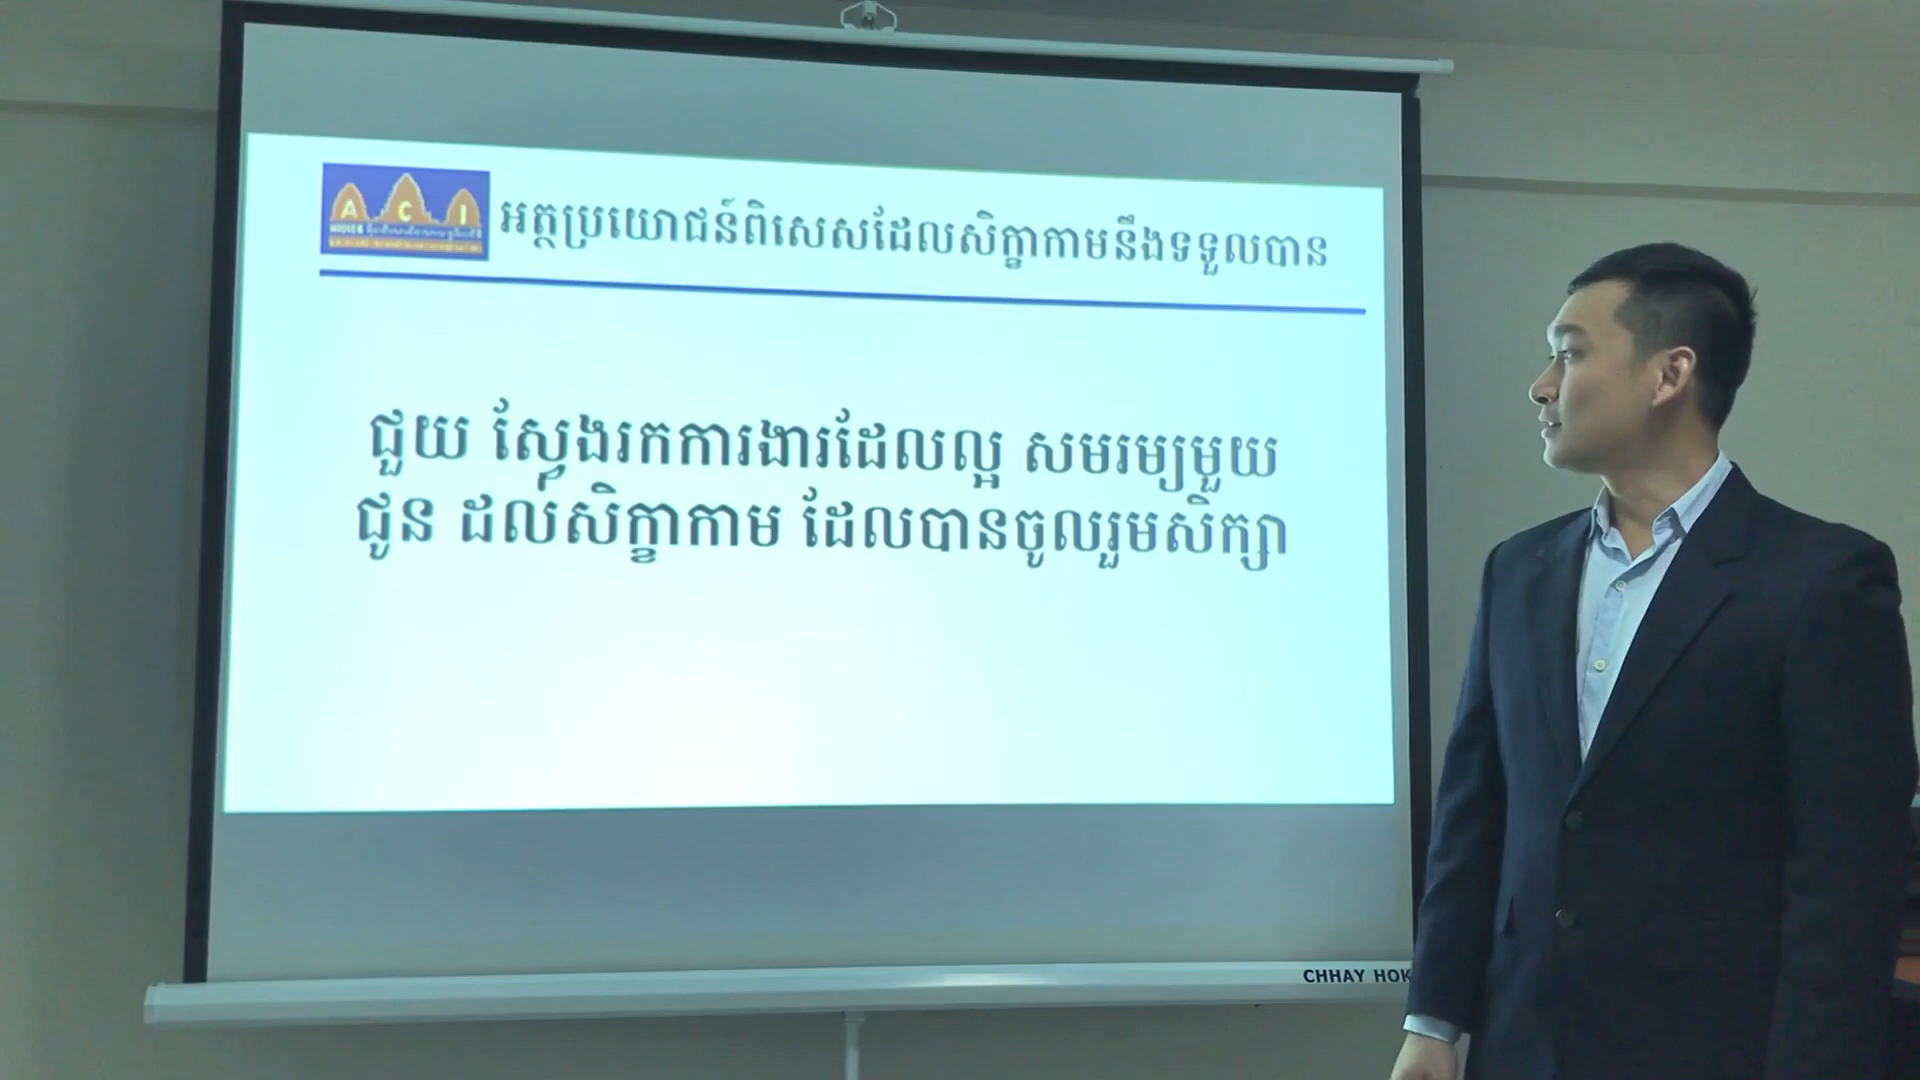 A C I
អត្ថប្រយោជន៍ពិសេសដែលសិក្ខាកាមនឹងទទួលបាន
ជួយ ស្វែងរកការងារដែលល្អ សមរម្យមួយ
ជូន ដល់សិក្ខាកាម ដែលបានចូលរួមសិក្សា
CHHAY HOK